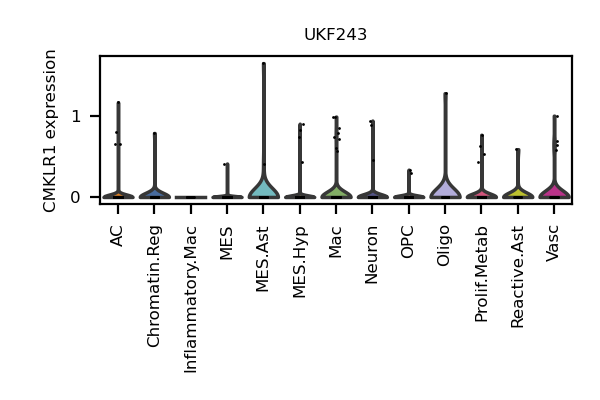 UKF243
CMKLR1 expression
1
0
AC
Chromatin.Reg
Inflammatory.Mac
MES
MES.Ast
MES.Hyp
Mac
Neuron
OPC
Oligo
Prolif.Metab
Reactive.Ast
Vasc